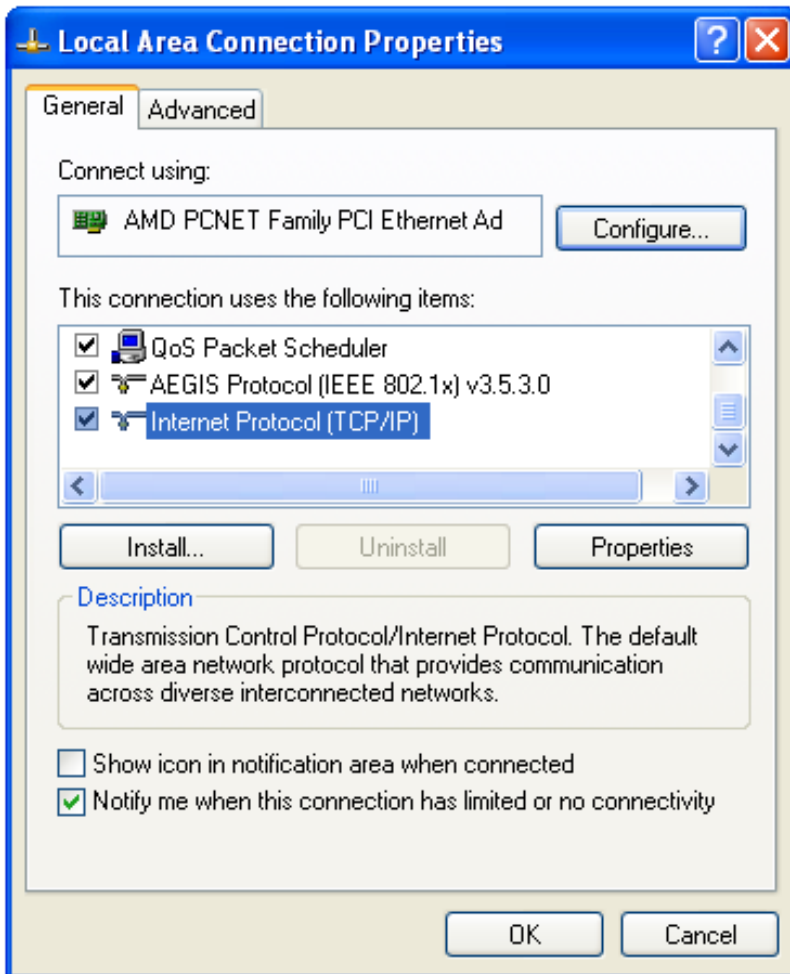 Local Area Connection Properties
General
Advanced
Connect using:
AMD PCNET Family PCI Ethernet Ad
Configure...
This connection uses the following items:
QoS Packet Scheduler
AEGIS Protocol (IEEE 802.1x) v3.5.3.0
Internet Protocol (TCP/IP)
Install...
Uninstall
Properties
Description
Transmission Control Protocol/Internet Protocol. The default
wide area network protocol that provides communication
across diverse interconnected networks.
Show icon in notification area when connected
Notify me when this connection has limited or no connectivity
OK
Cancel